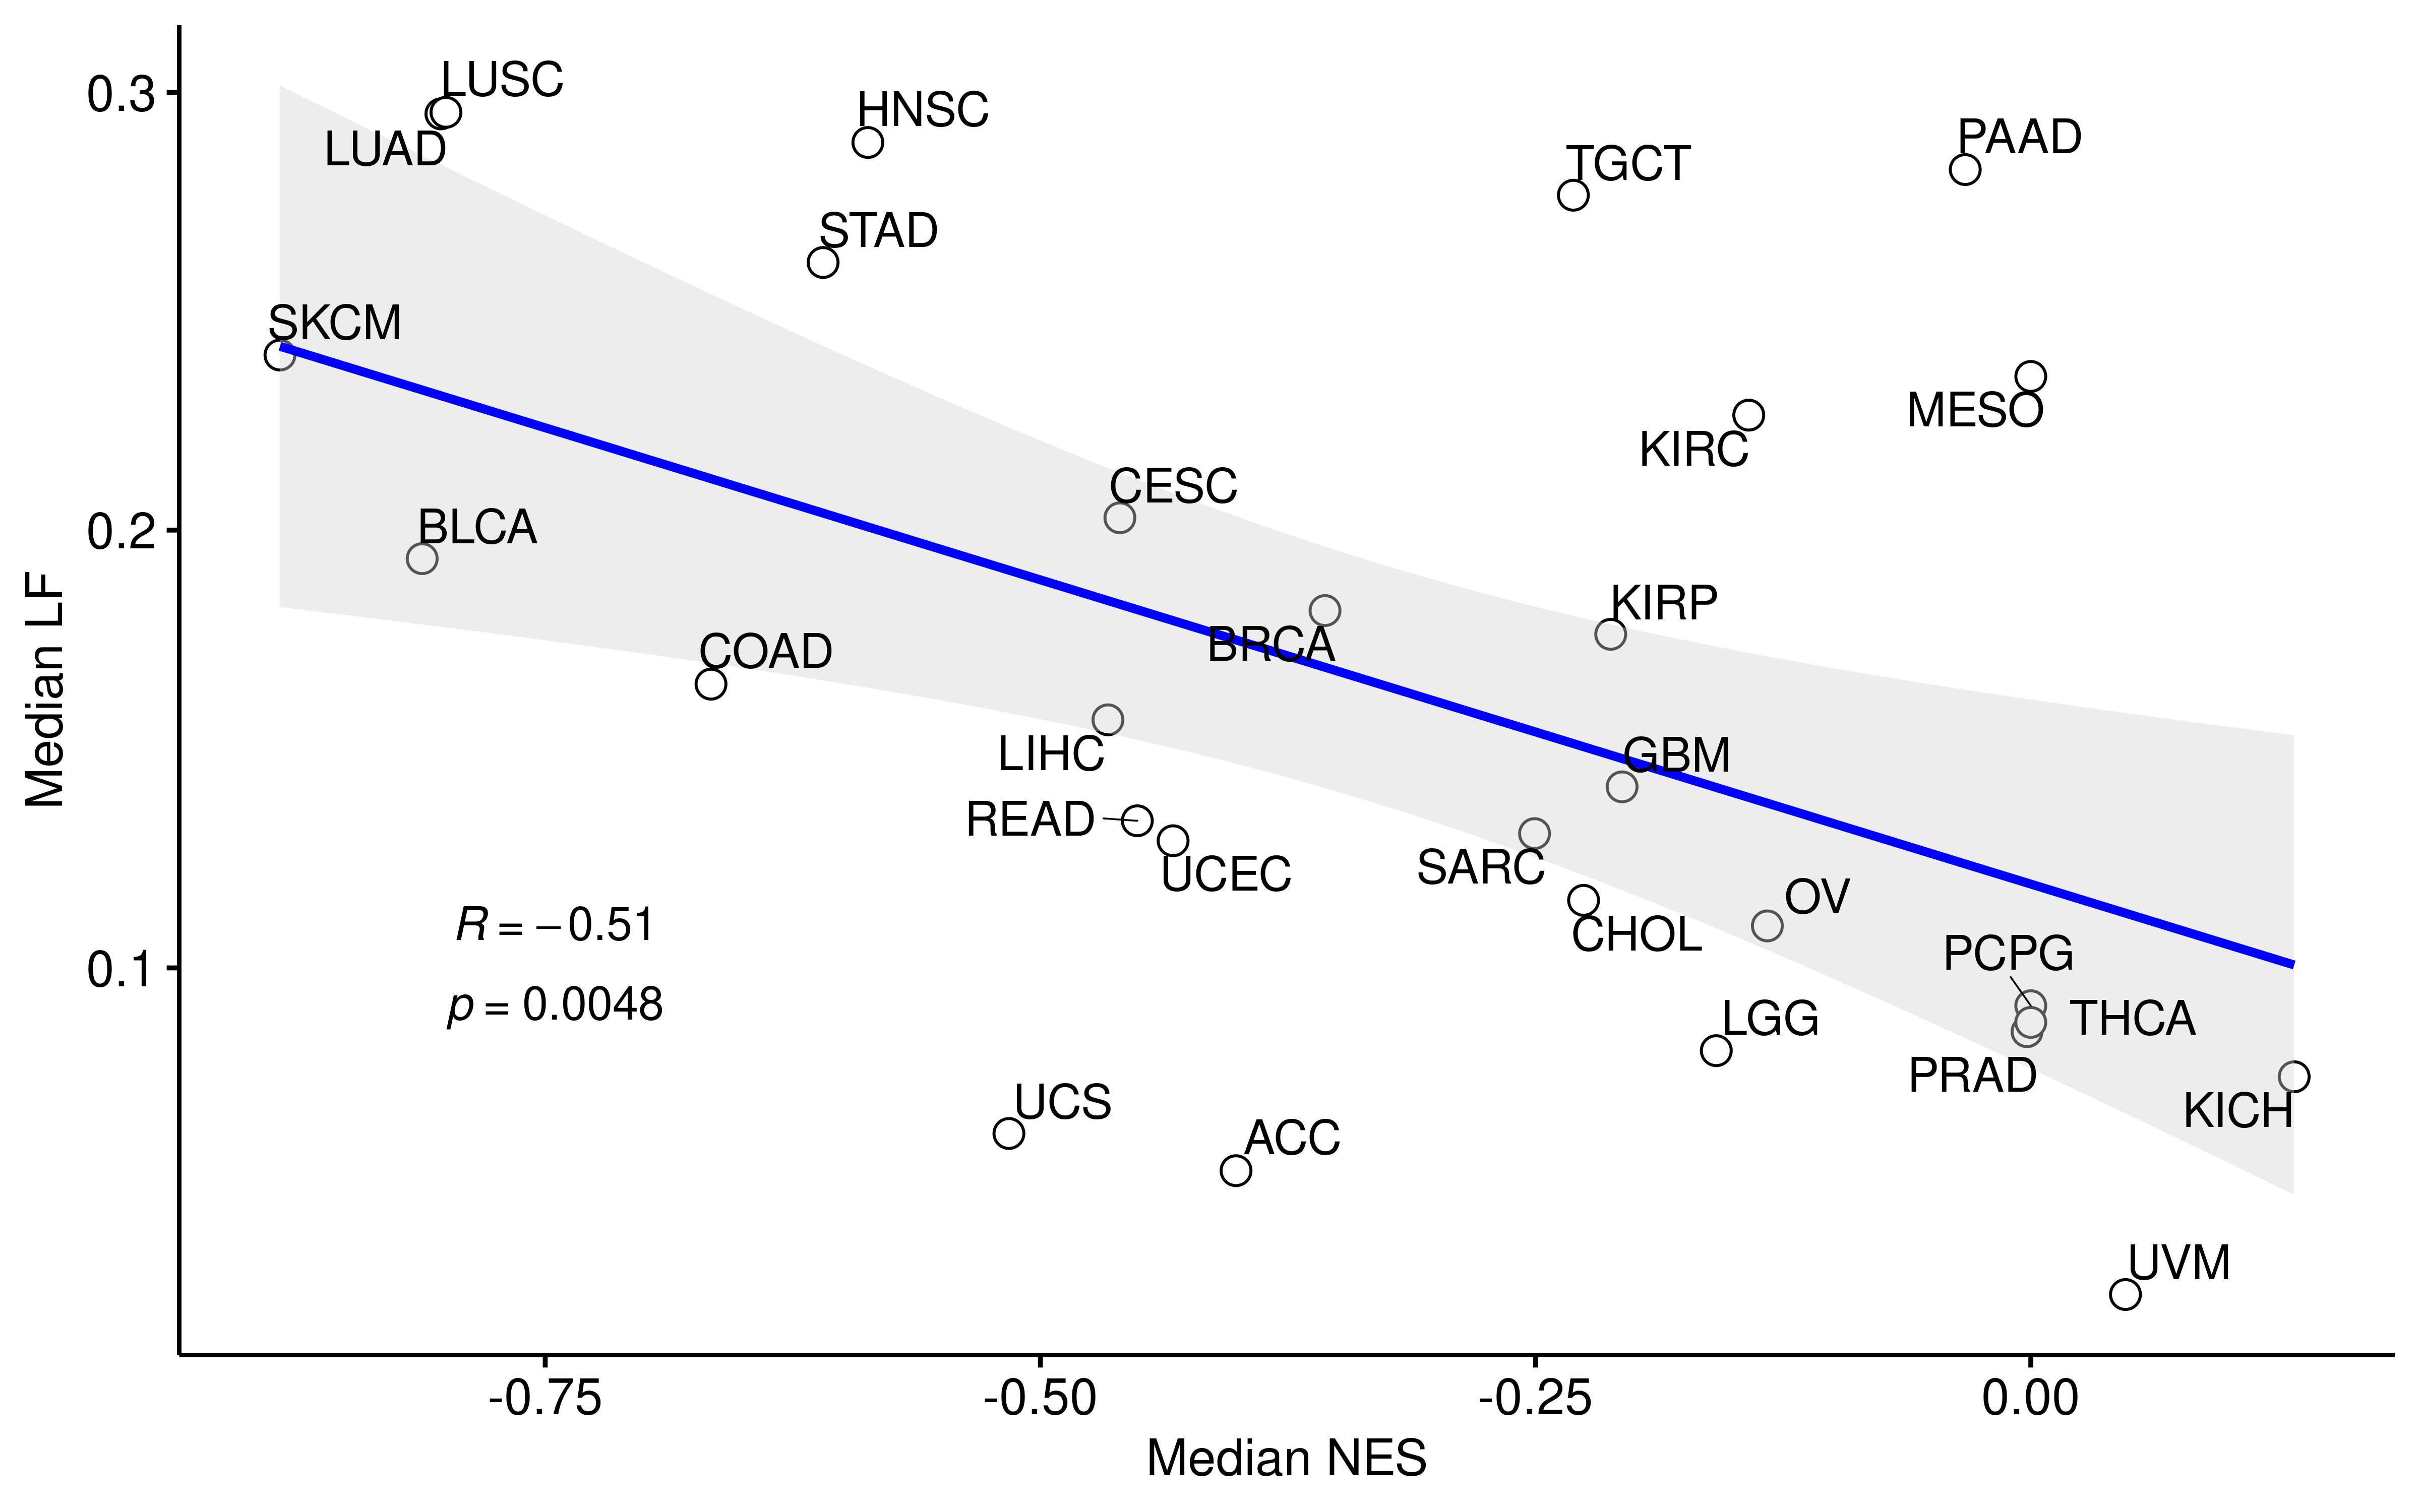 LUSC
0.3
HNSC
PAAD
LUAD
TGCT
STAD
SKCM
MESO
KIRC
CESC
0.2
BLCA
KIRP
BRCA
COAD
LIHC
GBM
READ
UCEC
SARC
OV
CHOL
R = −0.51
PCPG
0.1
p = 0.0048
LGG
THCA
PRAD
UCS
KICH
ACC
UVM
Median LF
-0.75 -0.50 -0.25 0.00
Median NES